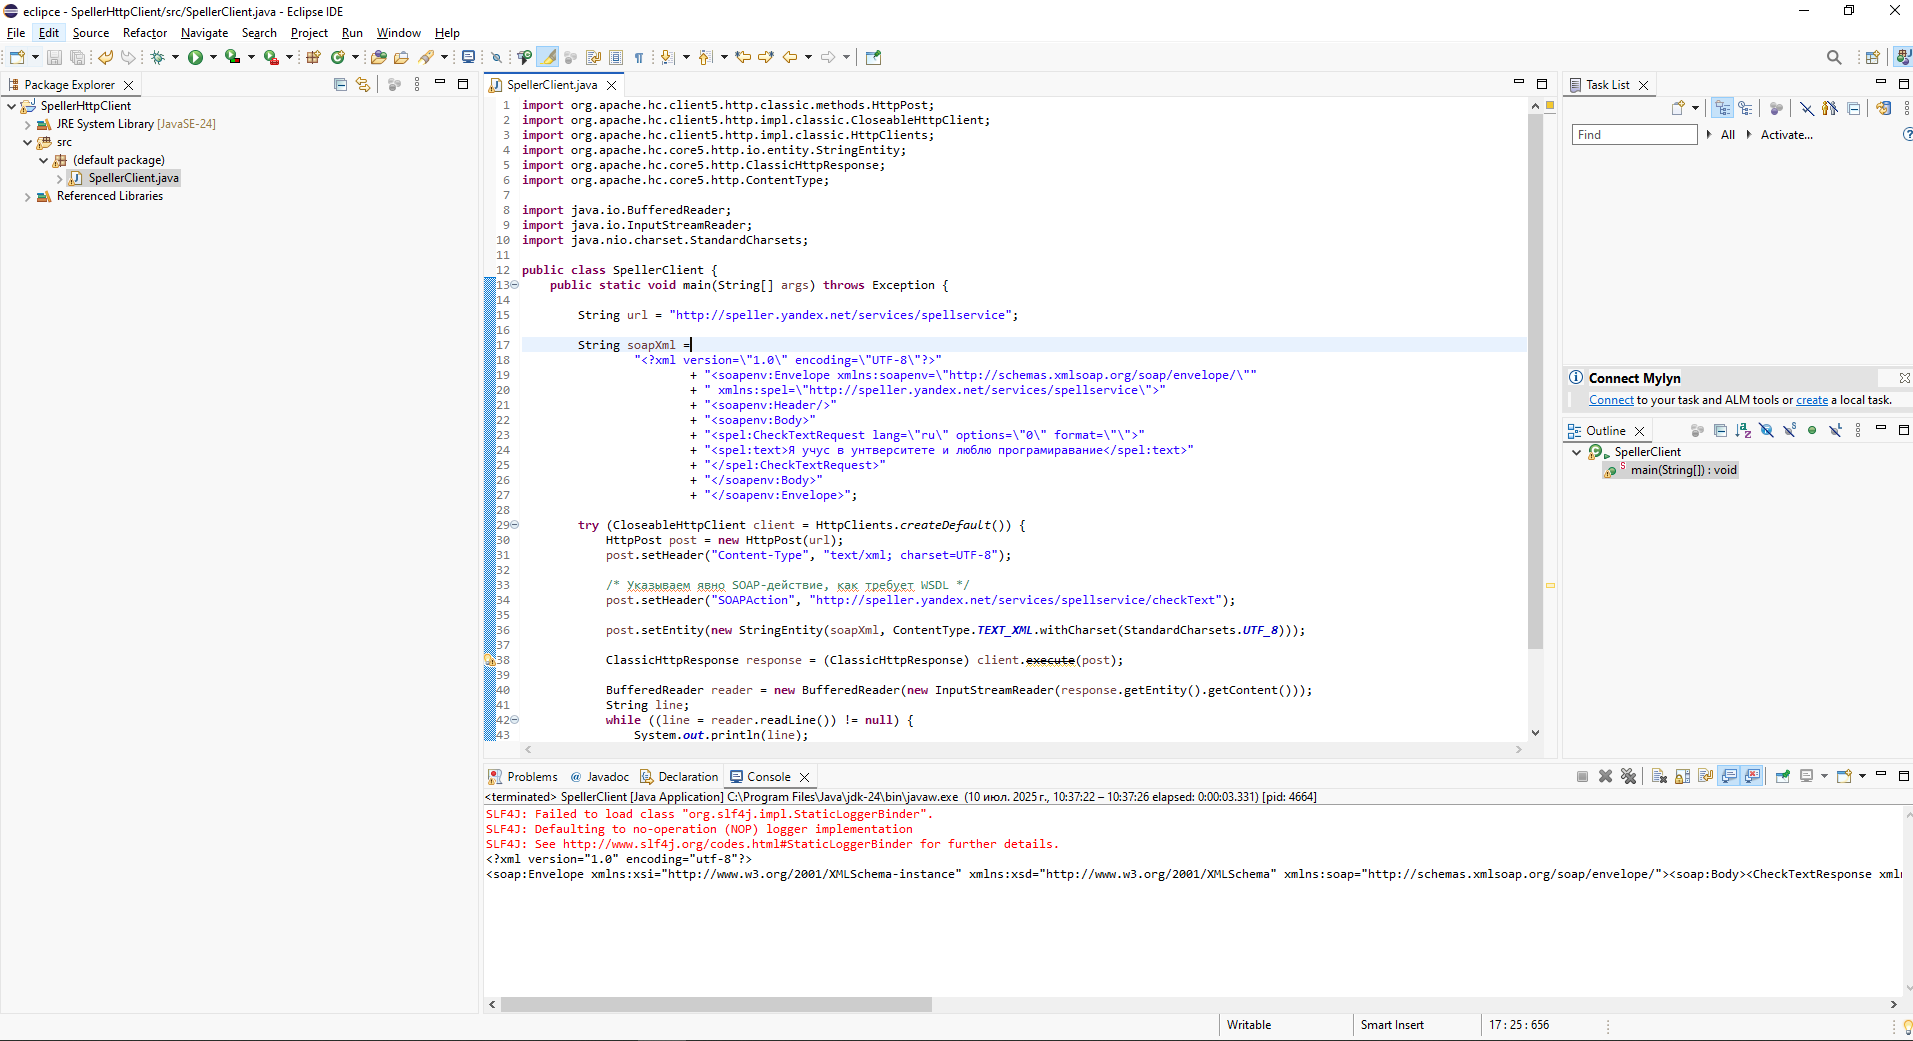 eclipce - SpellerHttpClient/src/SpellerClient.java - Eclipse IDE
File Edit Source Refactor Navigate Search Project Run Window Help
Package Explorer
SpellerHttpClient
JRE System Library [JavaSE-24]
src
(default package)
SpellerClient.java
Referenced Libraries
SpellerClient.java
1 import org.apache.hc.client5.http.classic.methods.HttpPost;
2 import org.apache.hc.client5.http.impl.classic.CloseableHttpClient;
3 import org.apache.hc.client5.http.impl.classic.HttpClients;
4 import org.apache.hc.core5.http.io.entity.StringEntity;
5 import org.apache.hc.core5.http.ClassicHttpResponse;
6 import org.apache.hc.core5.http.ContentType;
7
8 import java.io.BufferedReader;
9 import java.io.InputStreamReader;
10 import java.nio.charset.StandardCharsets;
11
12 public class SpellerClient {
13 public static void main(String[] args) throws Exception {
14
15 String url = "http://speller.yandex.net/services/spellservice";
16
17 String soapXml =
18 "<?xml version=\"1.0\" encoding=\"UTF-8\"?>"
19 + "<soapenv:Envelope xmlns:soapenv=\"http://schemas.xmlsoap.org/soap/envelope/\""
20 + " xmlns:spel=\"http://speller.yandex.net/services/spellservice\">"
21 + "<soapenv:Header/>"
22 + "<soapenv:Body>"
23 + "<spel:CheckTextRequest lang=\"ru\" options=\"0\" format=\"\">"
24 + "<spel:text>Я учус в унтверситете и люблю програмиравание</spel:text>"
25 + "</spel:CheckTextRequest>"
26 + "</soapenv:Body>"
27 + "</soapenv:Envelope>";
28
29 try (CloseableHttpClient client = HttpClients.createDefault()) {
30 HttpPost post = new HttpPost(url);
31 post.setHeader("Content-Type", "text/xml; charset=UTF-8");
32
33 /* Указываем явно SOAP-действие, как требует WSDL */
34 post.setHeader("SOAPAction", "http://speller.yandex.net/services/spellservice/checkText");
35
36 post.setEntity(new StringEntity(soapXml, ContentType.TEXT_XML.withCharset(StandardCharsets.UTF_8)));
37
38 ClassicHttpResponse response = (ClassicHttpResponse) client.execute(post);
39
40 BufferedReader reader = new BufferedReader(new InputStreamReader(response.getEntity().getContent()));
41 String line;
42 while ((line = reader.readLine()) != null) {
43 System.out.println(line);
Task List
Find All Activate...
Connect Mylyn
Connect to your task and ALM tools or create a local task.
Outline
SpellerClient
main(String[]) : void
Problems Javadoc Declaration Console
<terminated> SpellerClient [Java Application] C:\Program Files\Java\jdk-24\bin\javaw.exe (10 июл. 2025 г., 10:37:22 – 10:37:26 elapsed: 0:00:03.331) [pid: 4664]
SLF4J: Failed to load class "org.slf4j.impl.StaticLoggerBinder".
SLF4J: Defaulting to no-operation (NOP) logger implementation
SLF4J: See http://www.slf4j.org/codes.html#StaticLoggerBinder for further details.
<?xml version="1.0" encoding="utf-8"?>
<soap:Envelope xmlns:xsi="http://www.w3.org/2001/XMLSchema-instance" xmlns:xsd="http://www.w3.org/2001/XMLSchema" xmlns:soap="http://schemas.xmlsoap.org/soap/envelope/"><soap:Body><CheckTextResponse xmln
Writable Smart Insert 17 : 25 : 656